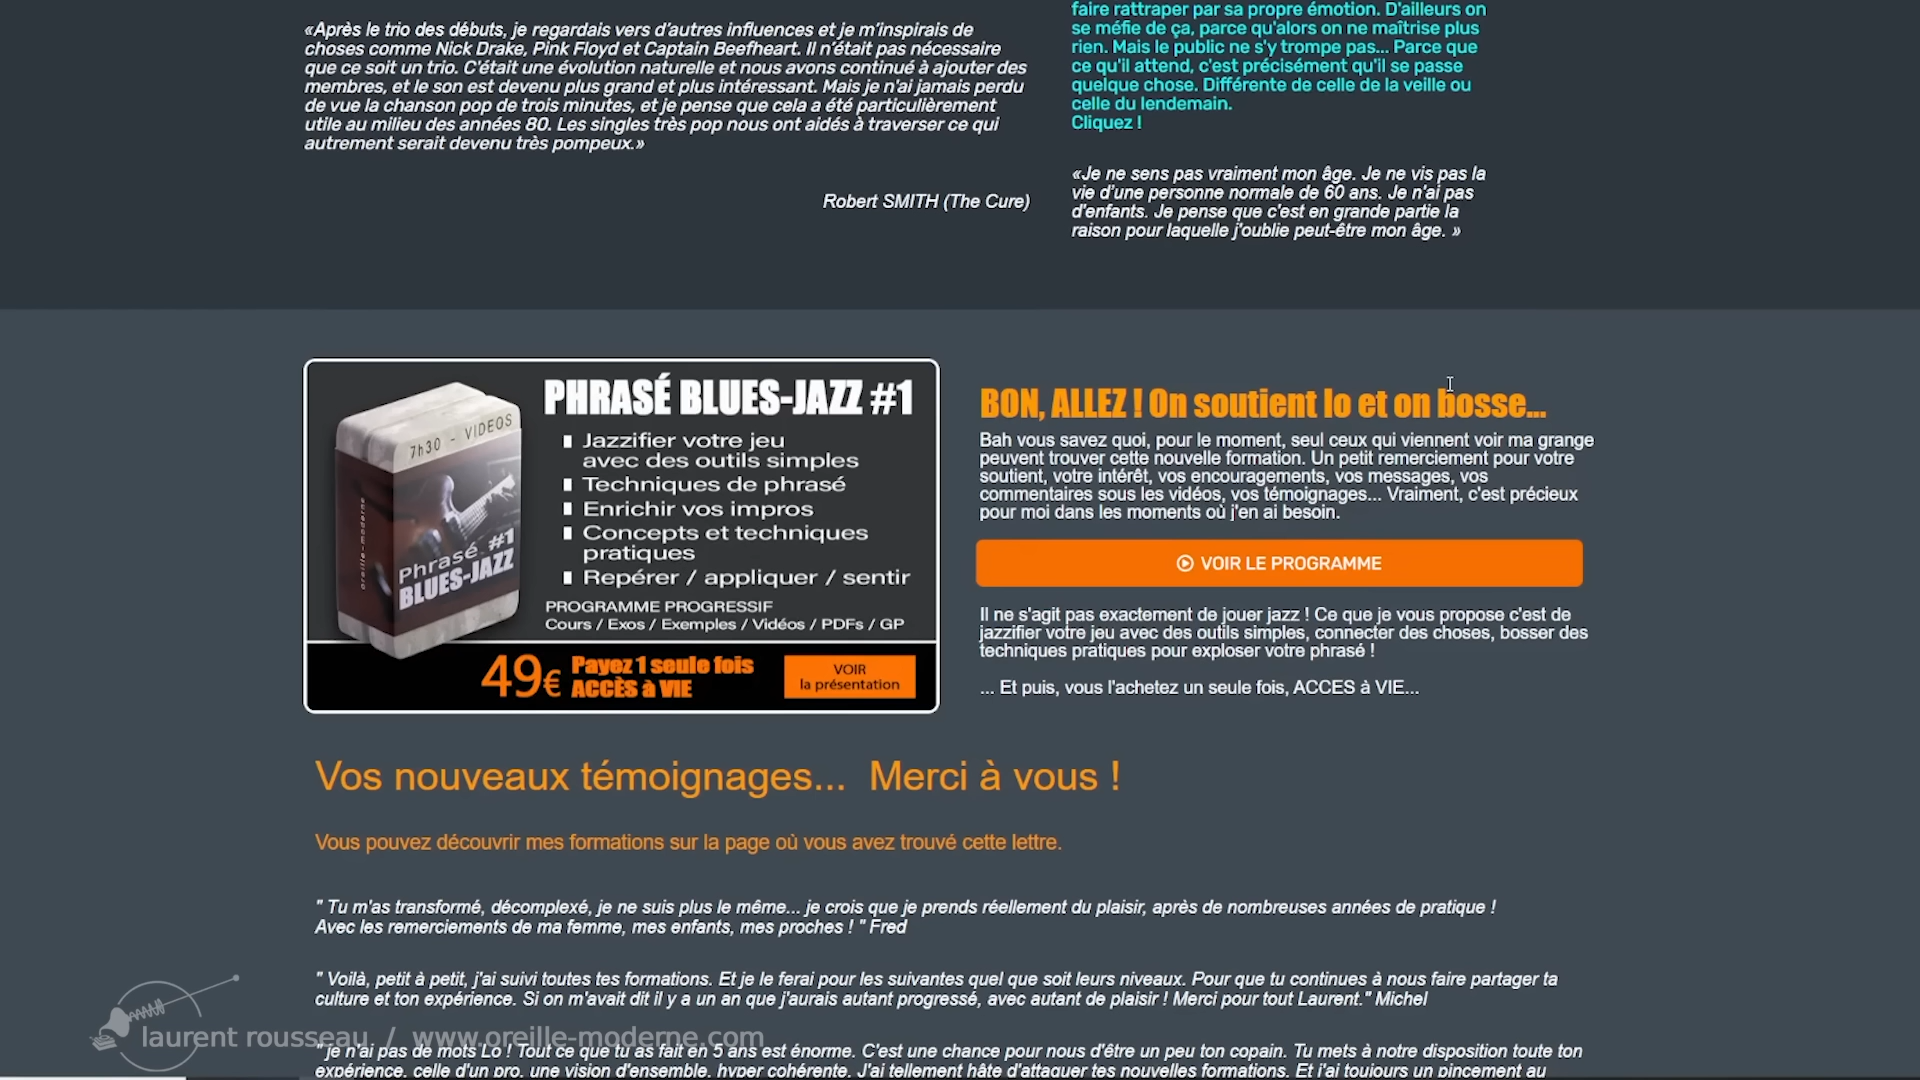 «Après le trio des débuts, je regardais vers d'autres influences et je m'inspirais de
choses comme Nick Drake, Pink Floyd et Captain Beefheart. Il n'était pas nécessaire
que ce soit un trio. C'était une évolution naturelle et nous avons continué à ajouter des
membres, et le son est devenu plus grand et plus intéressant. Mais je n'ai jamais perdu
de vue la chanson pop de trois minutes, et je pense que cela a été particulièrement
utile au milieu des années 80. Les singles très pop nous ont aidés à traverser ce qui
autrement serait devenu très pompeux.»
Robert SMITH (The Cure)
faire rattraper par sa propre émotion. D'ailleurs on
se méfie de ça, parce qu'alors on ne maîtrise plus
rien. Mais le public ne s'y trompe pas... Parce que
ce qu'il attend, c'est précisément qu'il se passe
quelque chose. Différente de celle de la veille ou
celle du lendemain.
Cliquez !
«Je ne sens pas vraiment mon âge. Je ne vis pas la
vie d'une personne normale de 60 ans. Je n'ai pas
d'enfants. Je pense que c'est en grande partie la
raison pour laquelle j'oublie peut-être mon âge. »
7h30 - VIDEOS
oreille-moderne
Phrasé #1
BLUES-JAZZ
PHRASÉ BLUES-JAZZ #1
Jazzifier votre jeu
avec des outils simples
Techniques de phrasé
Enrichir vos impros
Concepts et techniques
pratiques
Repérer / appliquer / sentir
PROGRAMME PROGRESSIF
Cours / Exos / Exemples / Vidéos / PDFs / GP
49€ Payez 1 seule fois
ACCÈS à VIE
VOIR
la présentation
BON, ALLEZ ! On soutient lo et on bosse...
Bah vous savez quoi, pour le moment, seul ceux qui viennent voir ma grange
peuvent trouver cette nouvelle formation. Un petit remerciement pour votre
soutient, votre intérêt, vos encouragements, vos messages, vos
commentaires sous les vidéos, vos témoignages... Vraiment, c'est précieux
pour moi dans les moments où j'en ai besoin.
VOIR LE PROGRAMME
Il ne s'agit pas exactement de jouer jazz ! Ce que je vous propose c'est de
jazzifier votre jeu avec des outils simples, connecter des choses, bosser des
techniques pratiques pour exploser votre phrasé !
... Et puis, vous l'achetez un seule fois, ACCES à VIE...
Vos nouveaux témoignages... Merci à vous !
Vous pouvez découvrir mes formations sur la page où vous avez trouvé cette lettre.
" Tu m'as transformé, décomplexé, je ne suis plus le même... je crois que je prends réellement du plaisir, après de nombreuses années de pratique !
Avec les remerciements de ma femme, mes enfants, mes proches ! " Fred
" Voilà, petit à petit, j'ai suivi toutes tes formations. Et je le ferai pour les suivantes quel que soit leurs niveaux. Pour que tu continues à nous faire partager ta
culture et ton expérience. Si on m'avait dit il y a un an que j'aurais autant progressé, avec autant de plaisir ! Merci pour tout Laurent." Michel
laurent rousseau / www.oreille-moderne.com
" je n'ai pas de mots Lo ! Tout ce que tu as fait en 5 ans est énorme. C'est une chance pour nous d'être un peu ton copain. Tu mets à notre disposition toute ton
expérience, celle d'un pro, une vision d'ensemble, hyper cohérente. J'ai tellement hâte d'attaquer tes nouvelles formations. Et j'ai toujours un pincement au